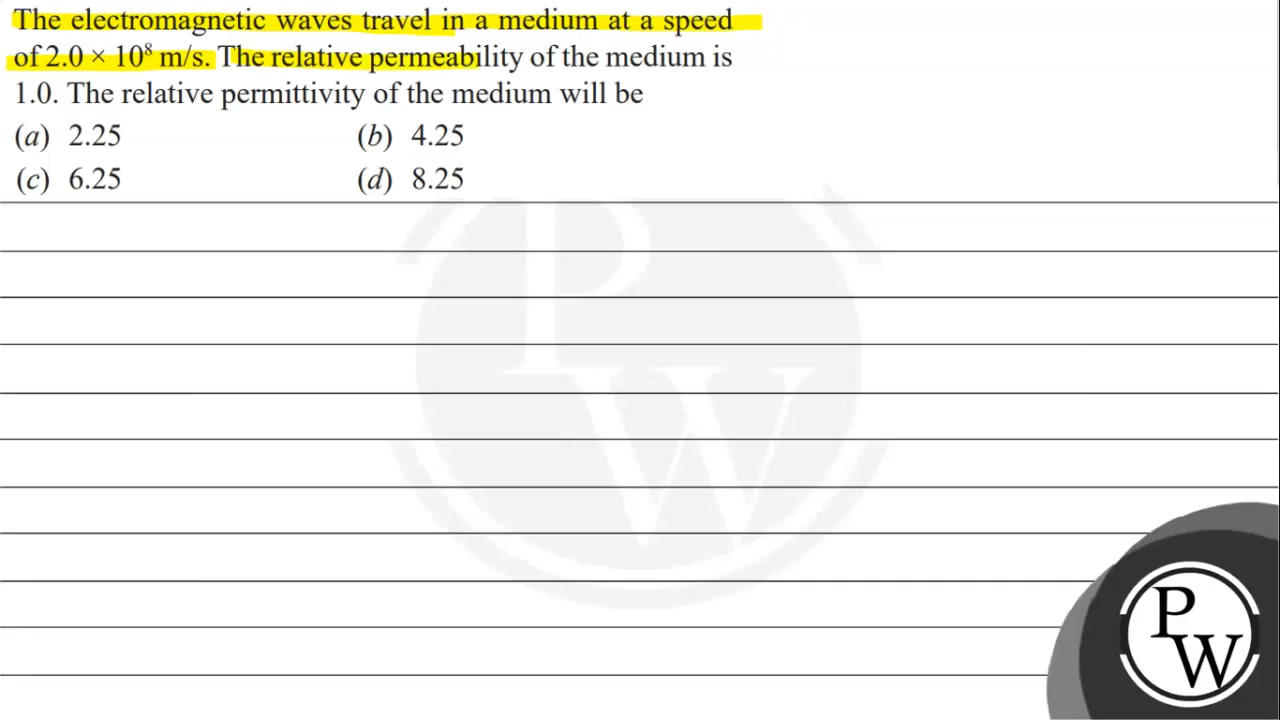 The electromagnetic waves travel in a medium at a speed
of 2.0 × 10⁸ m/s. The relative permeability of the medium is
1.0. The relative permittivity of the medium will be
(a) 2.25 (b) 4.25
(c) 6.25 (d) 8.25
P
W
P
W